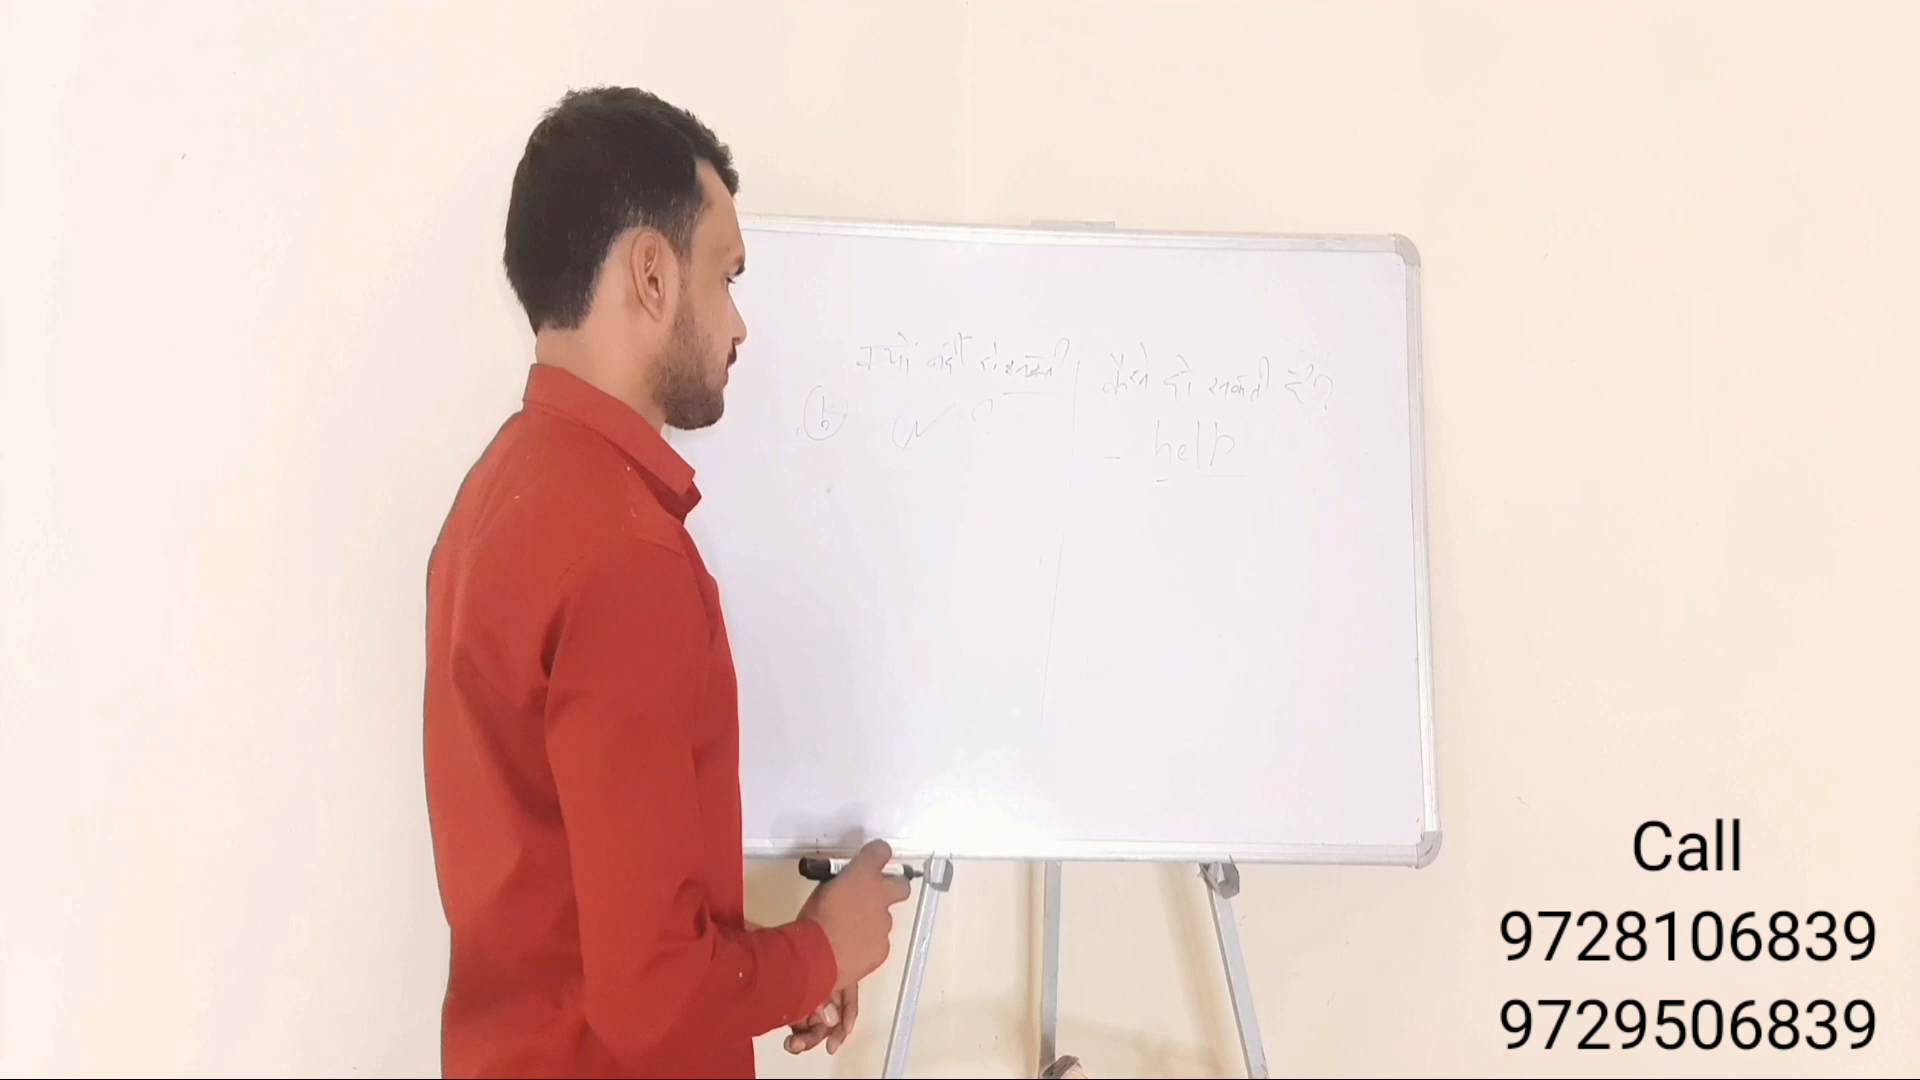 क्यों नहीं हो सकती
कैसे हो सकती है?
b
help
Call
9728106839
9729506839